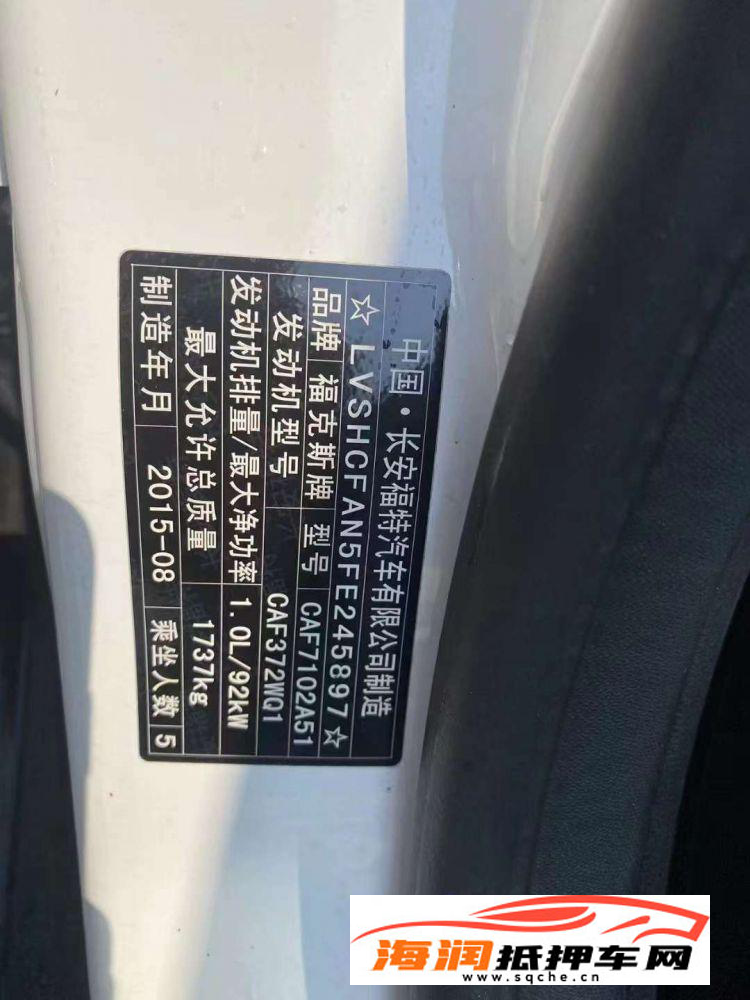 中国·长安福特汽车有限公司制造
☆LVSHCFAN5FE245897☆
品牌 福克斯牌 型号 CAF7102A51
发动机型号 CAF372WQ1
发动机排量/最大净功率 1.0L/92kW
最大允许总质量 1737kg
制造年月 2015-08 乘坐人数 5
海润抵押车网
www.sqche.cn